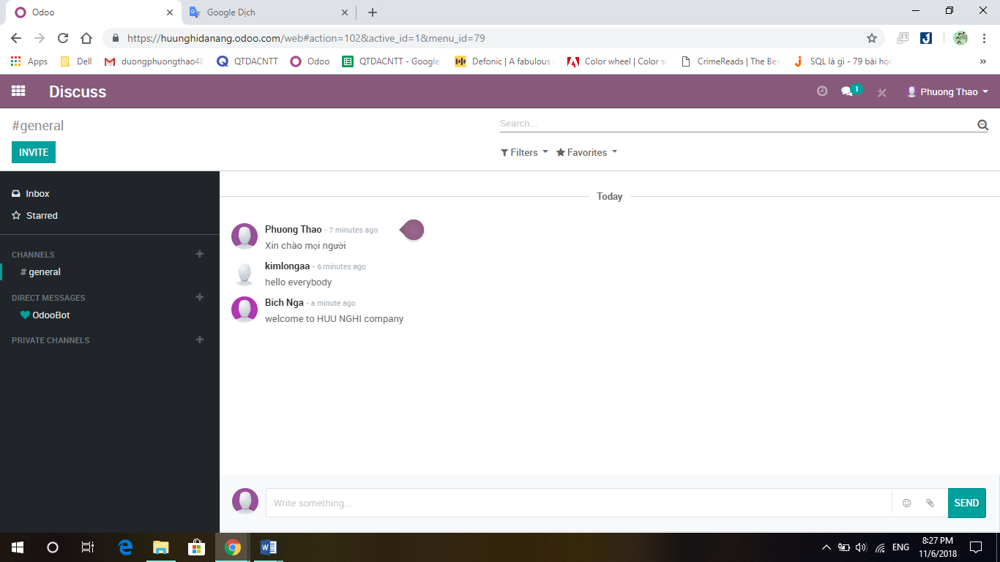 Odoo
Google Dịch
https://huunghidanang.odoo.com/web#action=102&active_id=1&menu_id=79
Apps Dell duongphuongthao48 QTDACNTT Odoo QTDACNTT - Google Defonic | A fabulous Color wheel | Color sc CrimeReads | The Bes SQL là gì - 79 bài học »
Discuss 1 Phuong Thao
#general Search...
INVITE Filters Favorites
Inbox
Starred
CHANNELS
# general
DIRECT MESSAGES
OdooBot
PRIVATE CHANNELS
Today
Phuong Thao - 7 minutes ago
Xin chào mọi người
kimlongaa - 6 minutes ago
hello everybody
Bich Nga - a minute ago
welcome to HUU NGHI company
Write something... SEND
ENG 8:27 PM
11/6/2018